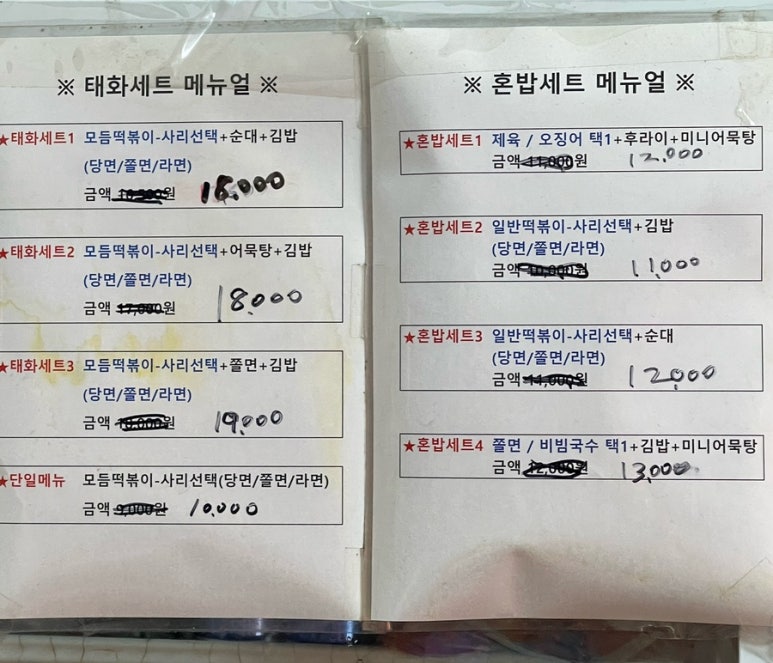 ※ 태화세트 메뉴얼 ※
★태화세트1 모듬떡볶이-사리선택+순대+김밥
(당면/쫄면/라면)
금액 원 18.000
★태화세트2 모듬떡볶이-사리선택+어묵탕+김밥
(당면/쫄면/라면)
금액 17,000원 18.000
★태화세트3 모듬떡볶이-사리선택+쫄면+김밥
(당면/쫄면/라면)
금액 원 19.000
★단일메뉴 모듬떡볶이-사리선택(당면/쫄면/라면)
금액 9,000원 10.000
※ 혼밥세트 메뉴얼 ※
★혼밥세트1 제육 / 오징어 택1+후라이+미니어묵탕
금액 11,000원 12.000
★혼밥세트2 일반떡볶이-사리선택+김밥
(당면/쫄면/라면)
금액 10,000원 11,000
★혼밥세트3 일반떡볶이-사리선택+순대
(당면/쫄면/라면)
금액 11,000원 12,000
★혼밥세트4 쫄면 / 비빔국수 택1+김밥+미니어묵탕
금액 12,000원 13,000